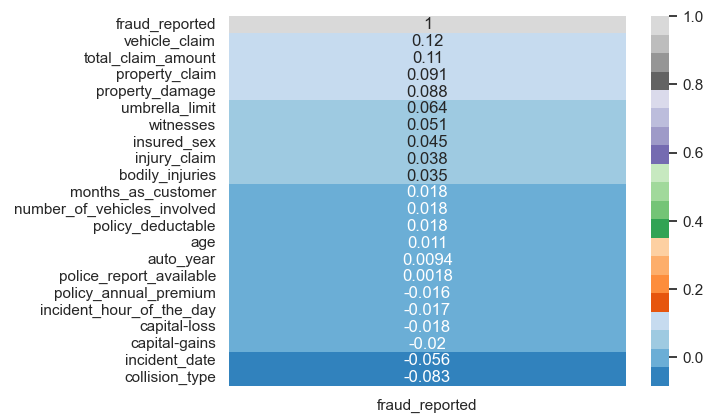 fraud_reported 1
vehicle_claim 0.12
total_claim_amount 0.11
property_claim 0.091
property_damage 0.088
umbrella_limit 0.064
witnesses 0.051
insured_sex 0.045
injury_claim 0.038
bodily_injuries 0.035
months_as_customer 0.018
number_of_vehicles_involved 0.018
policy_deductable 0.018
age 0.011
auto_year 0.0094
police_report_available 0.0018
policy_annual_premium -0.016
incident_hour_of_the_day -0.017
capital-loss -0.018
capital-gains -0.02
incident_date -0.056
collision_type -0.083
fraud_reported
1.0
0.8
0.6
0.4
0.2
0.0